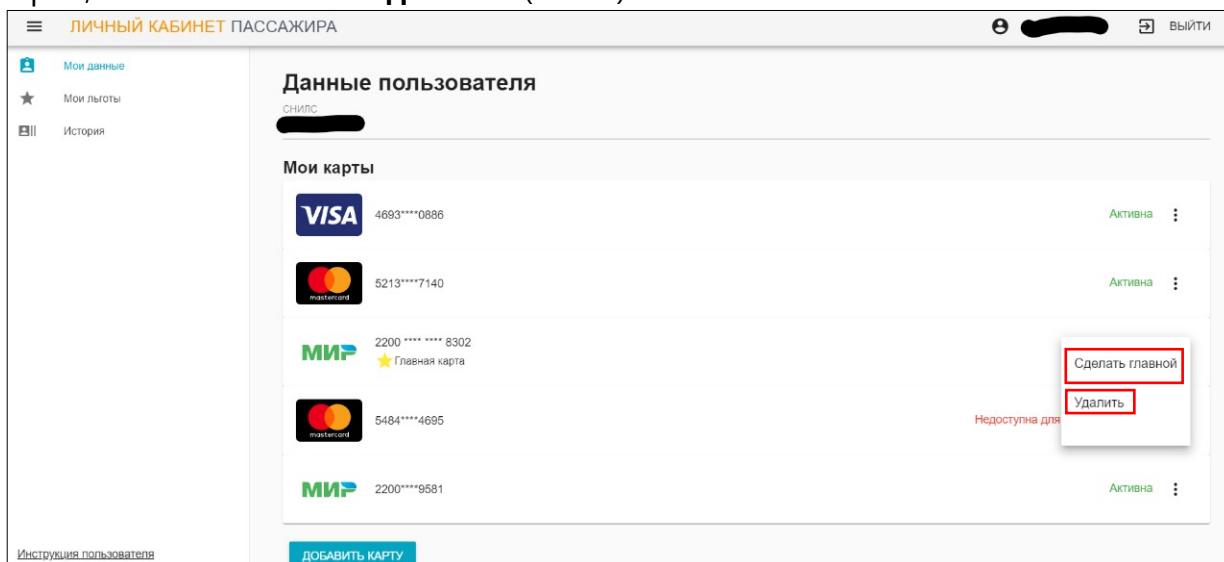 ЛИЧНЫЙ КАБИНЕТ ПАССАЖИРА
ВЫЙТИ
Мои данные
Мои льготы
История
Данные пользователя
СНИЛС
Мои карты
VISA 4693****0886 Активна
mastercard 5213****7140 Активна
МИР 2200 **** **** 8302
Главная карта
Сделать главной
Удалить
mastercard 5484****4695 Недоступна для
МИР 2200****9581 Активна
Инструкция пользователя
ДОБАВИТЬ КАРТУ